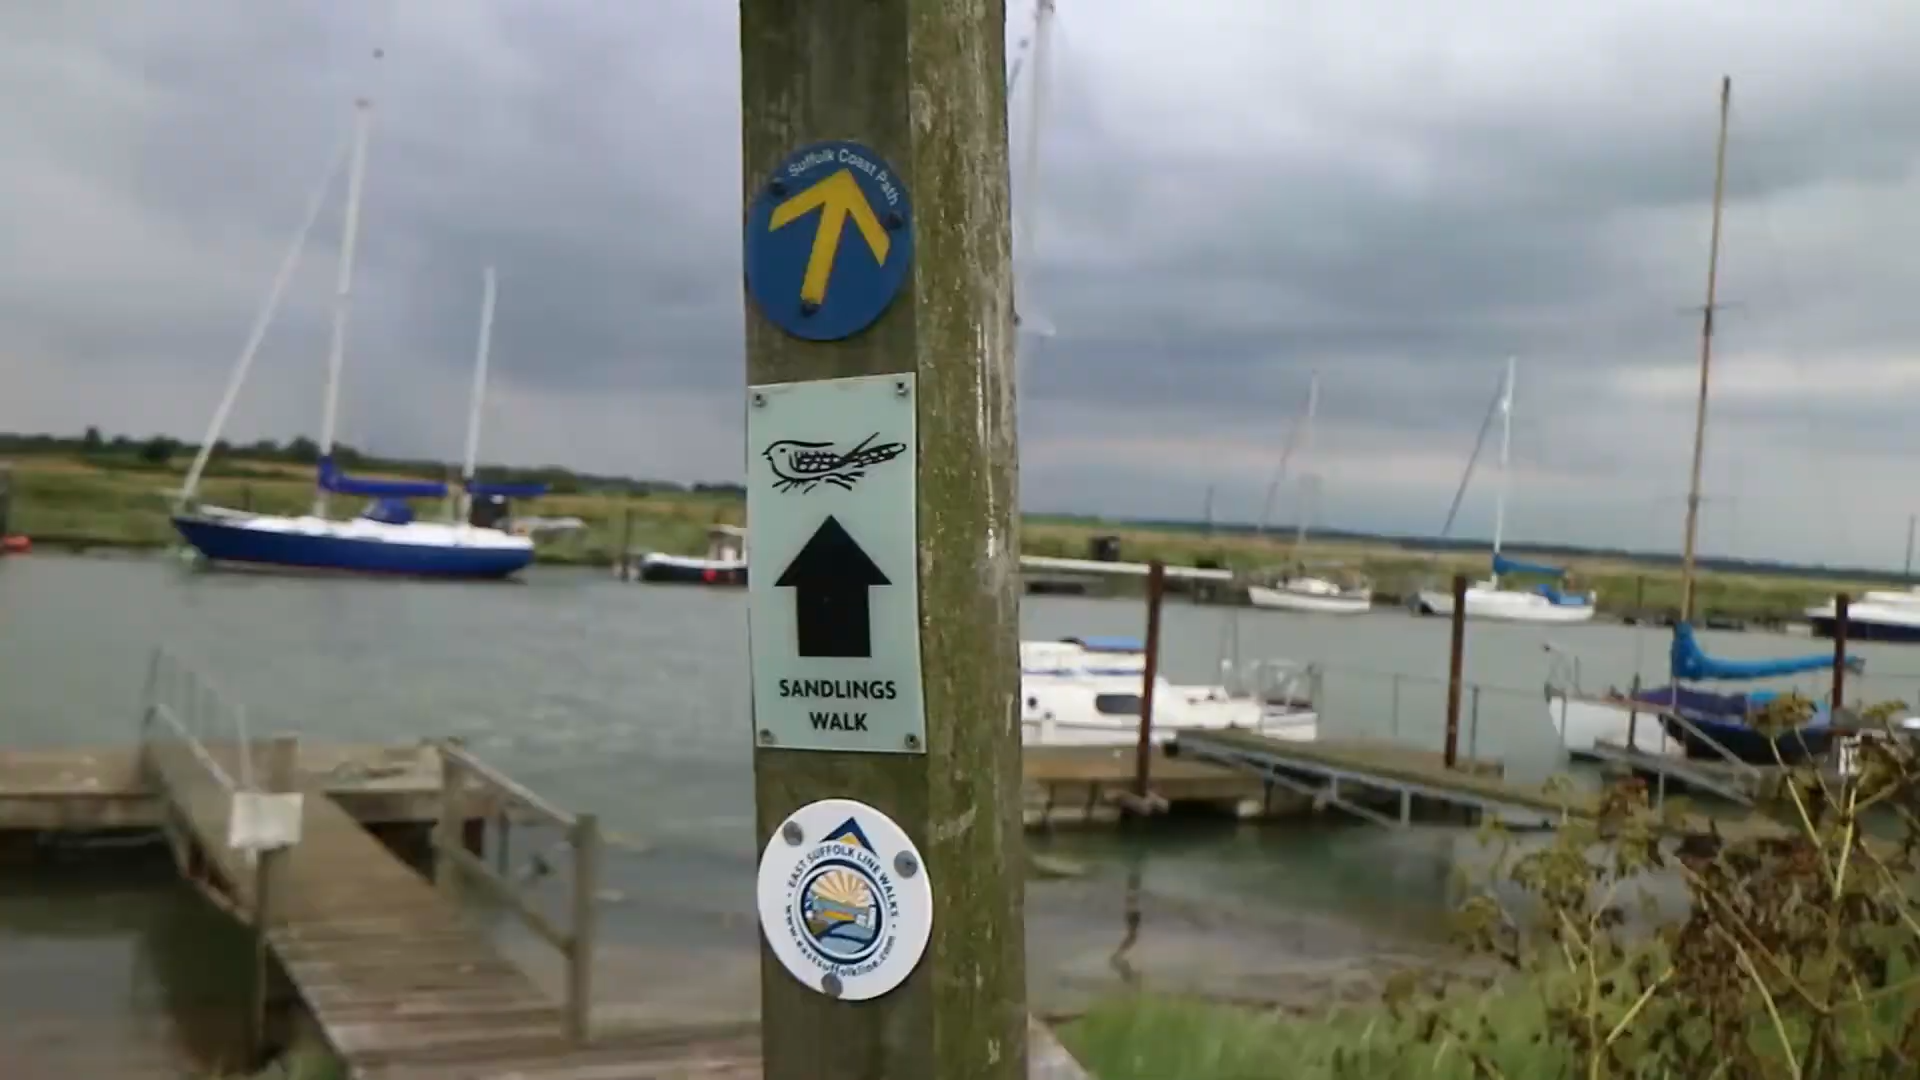 Suffolk Coast Path
SANDLINGS
WALK
• EAST SUFFOLK LINE WALKS •
www.eastsuffolkline.com